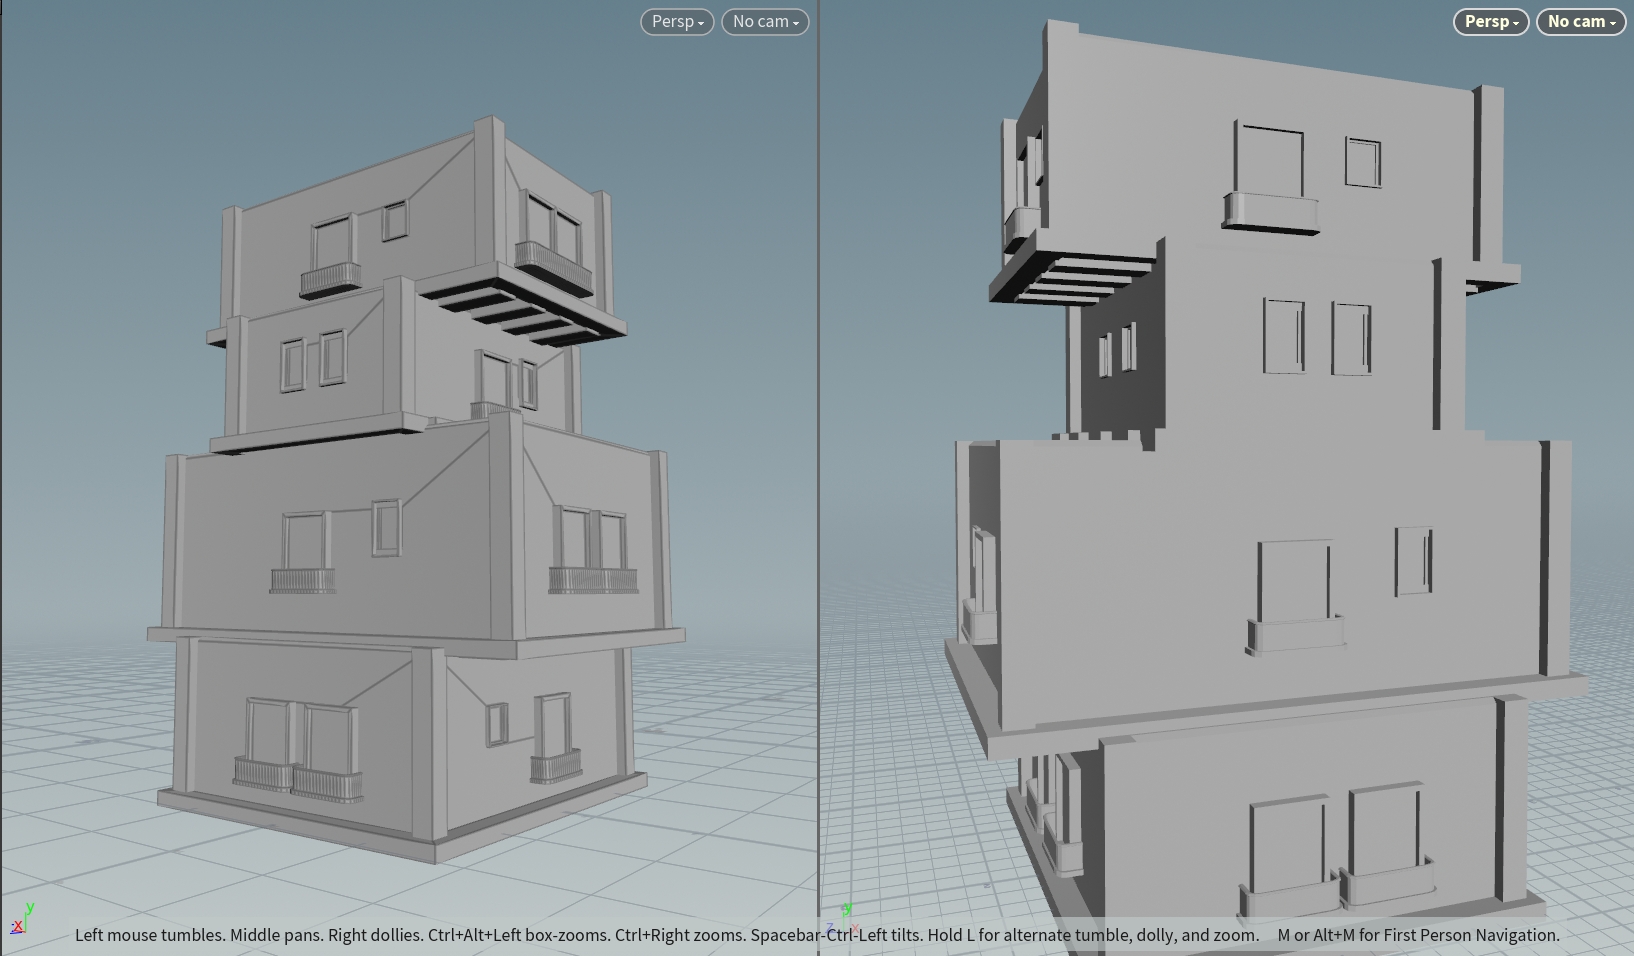 Persp No cam
Persp No cam
y
x
y
z x
Left mouse tumbles. Middle pans. Right dollies. Ctrl+Alt+Left box-zooms. Ctrl+Right zooms. Spacebar-Ctrl-Left tilts. Hold L for alternate tumble, dolly, and zoom. M or Alt+M for First Person Navigation.